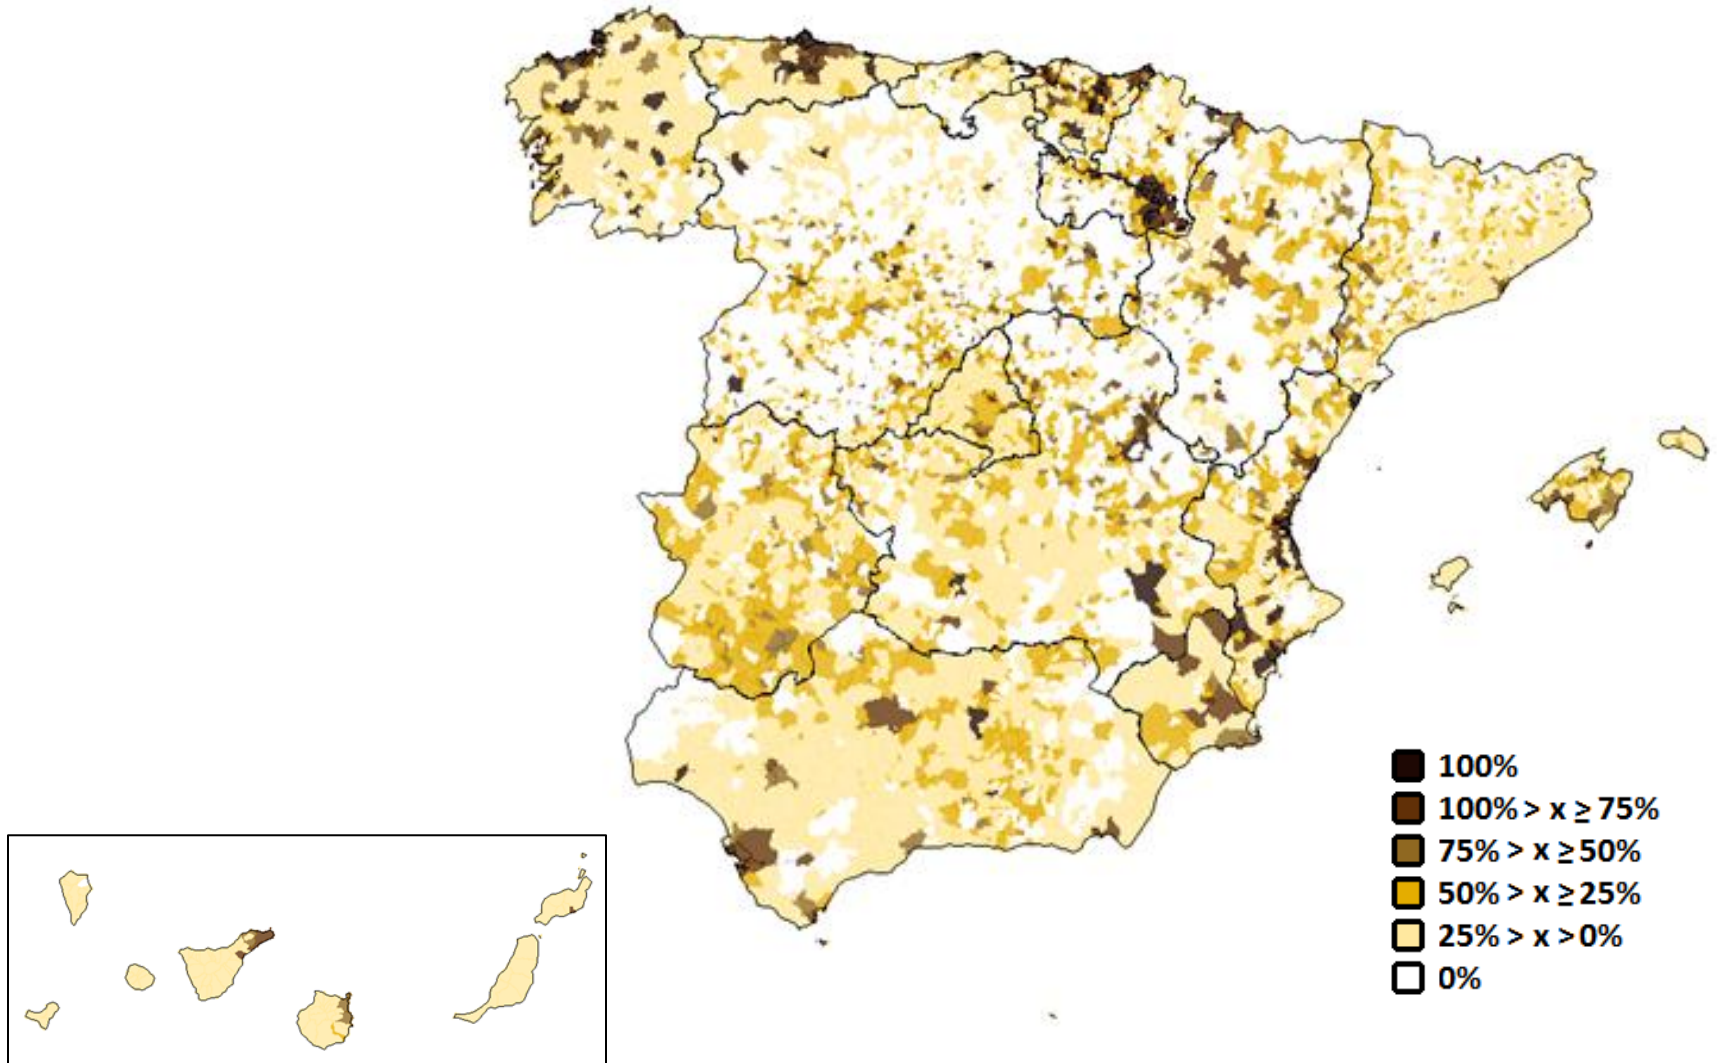 100%
100% > x ≥ 75%
75% > x ≥ 50%
50% > x ≥ 25%
25% > x > 0%
0%